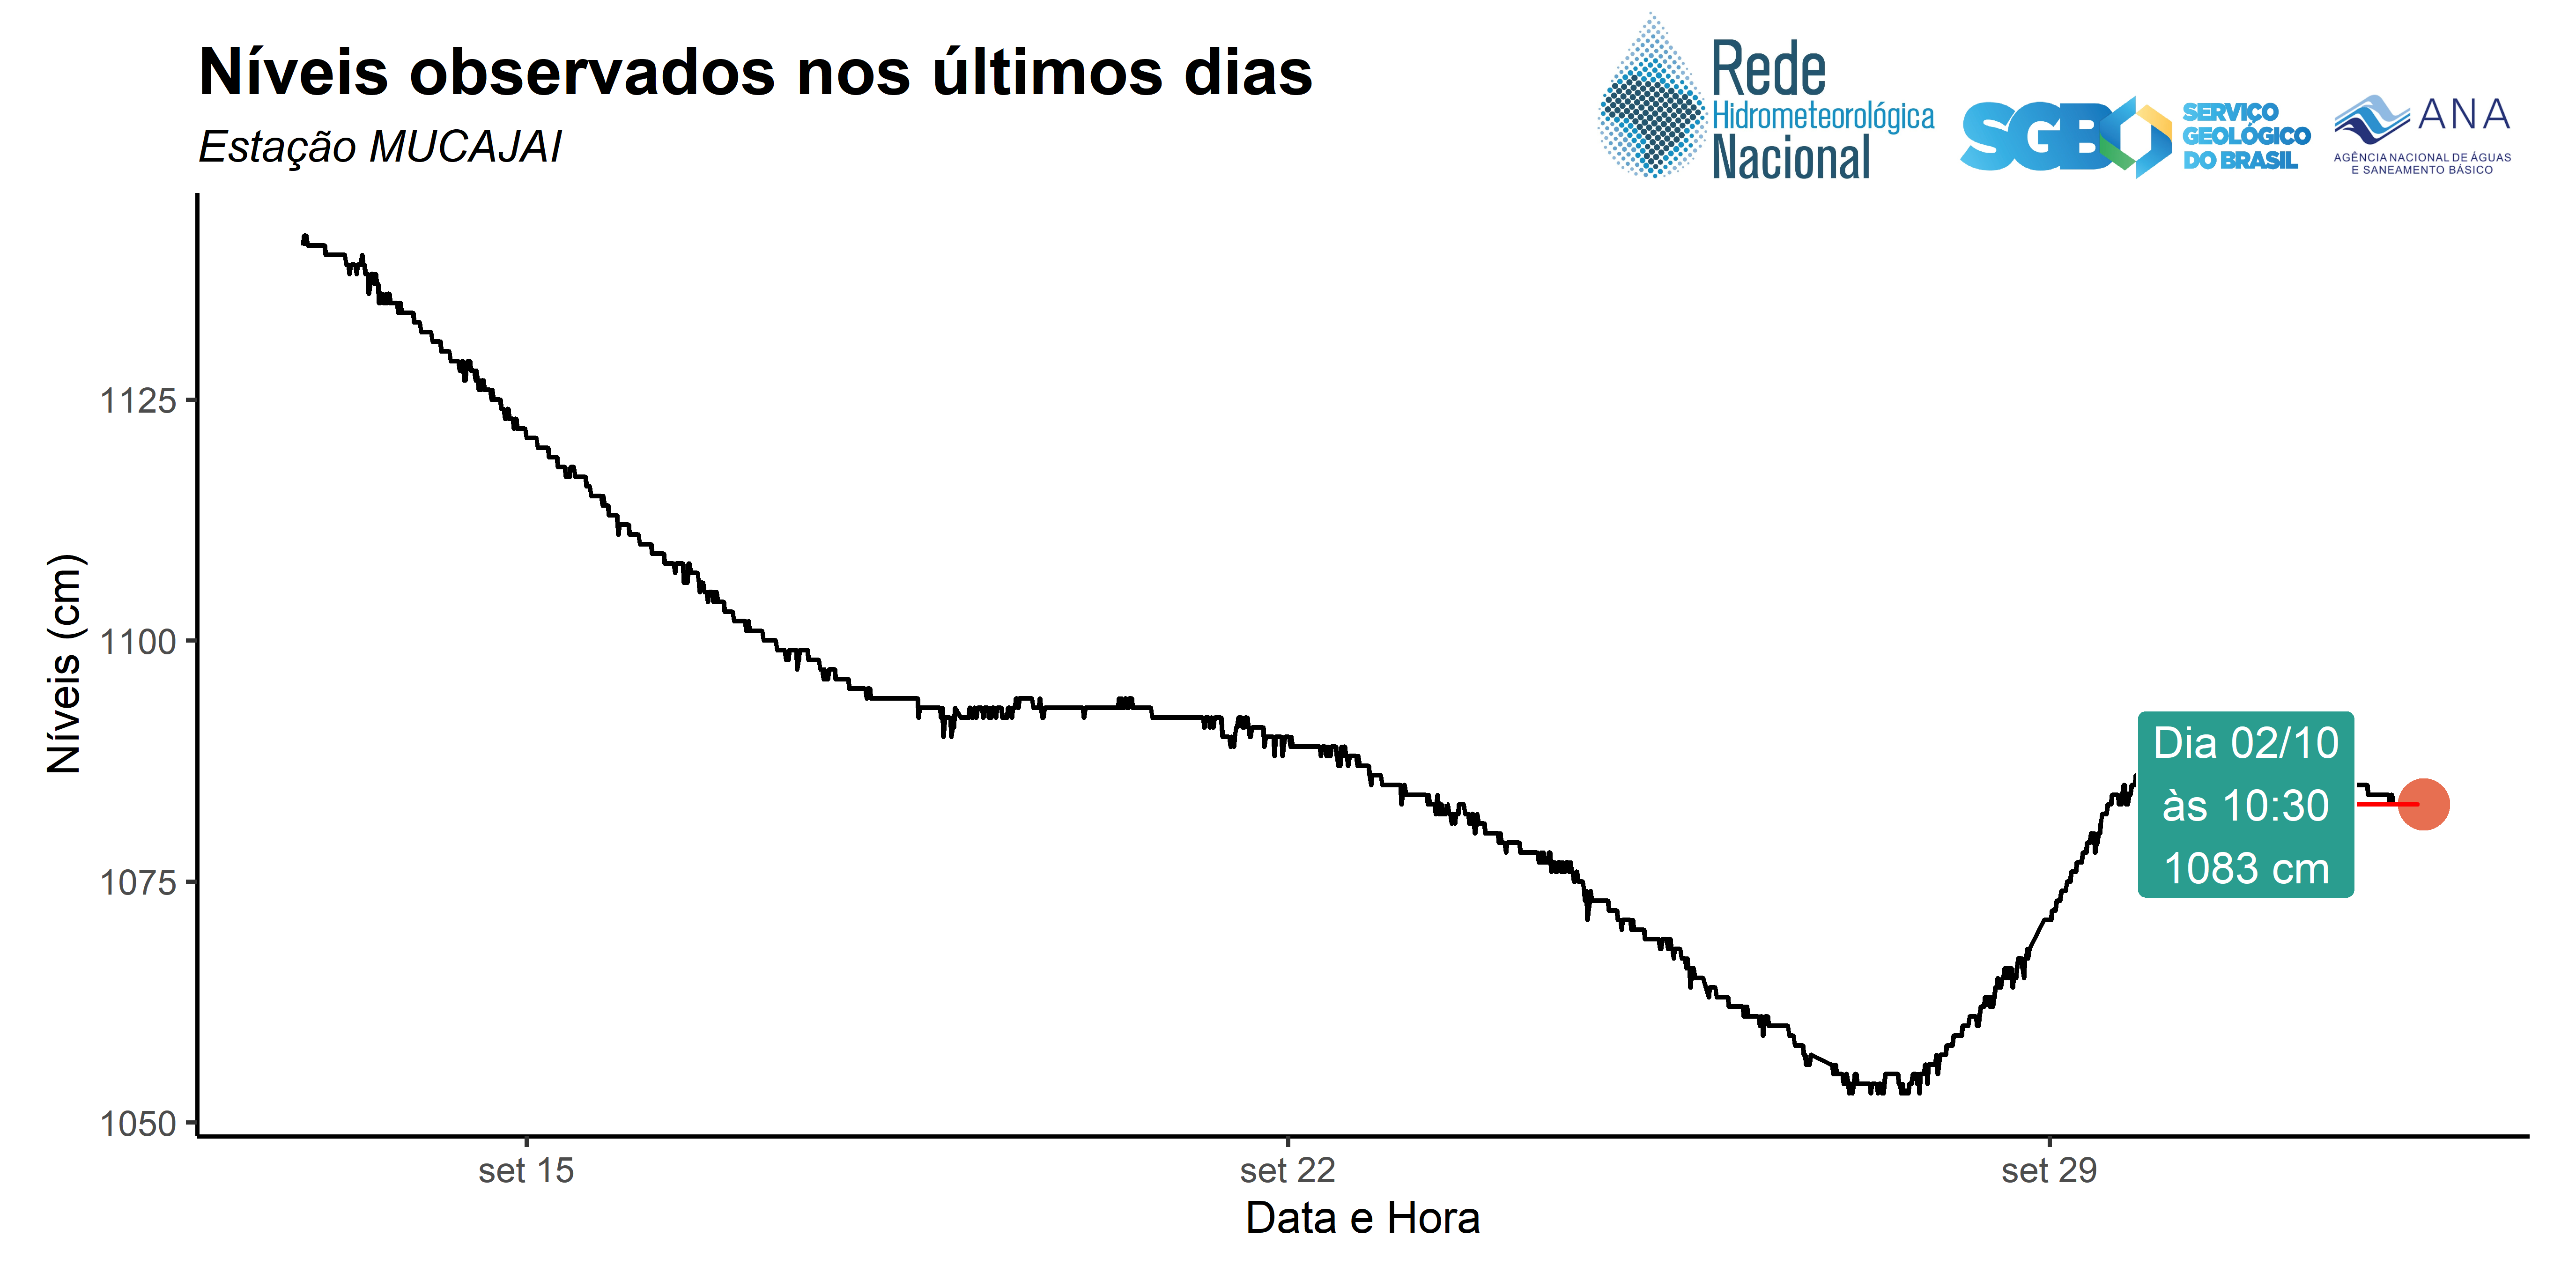 Níveis observados nos últimos dias
Estação MUCAJAI
Rede
Hidrometeorológica
Nacional
SGB
SERVIÇO
GEOLÓGICO
DO BRASIL
ANA
AGÊNCIA NACIONAL DE ÁGUAS
E SANEAMENTO BÁSICO
Níveis (cm)
1125
1100
1075
1050
Dia 02/10
às 10:30
1083 cm
set 15
set 22
set 29
Data e Hora